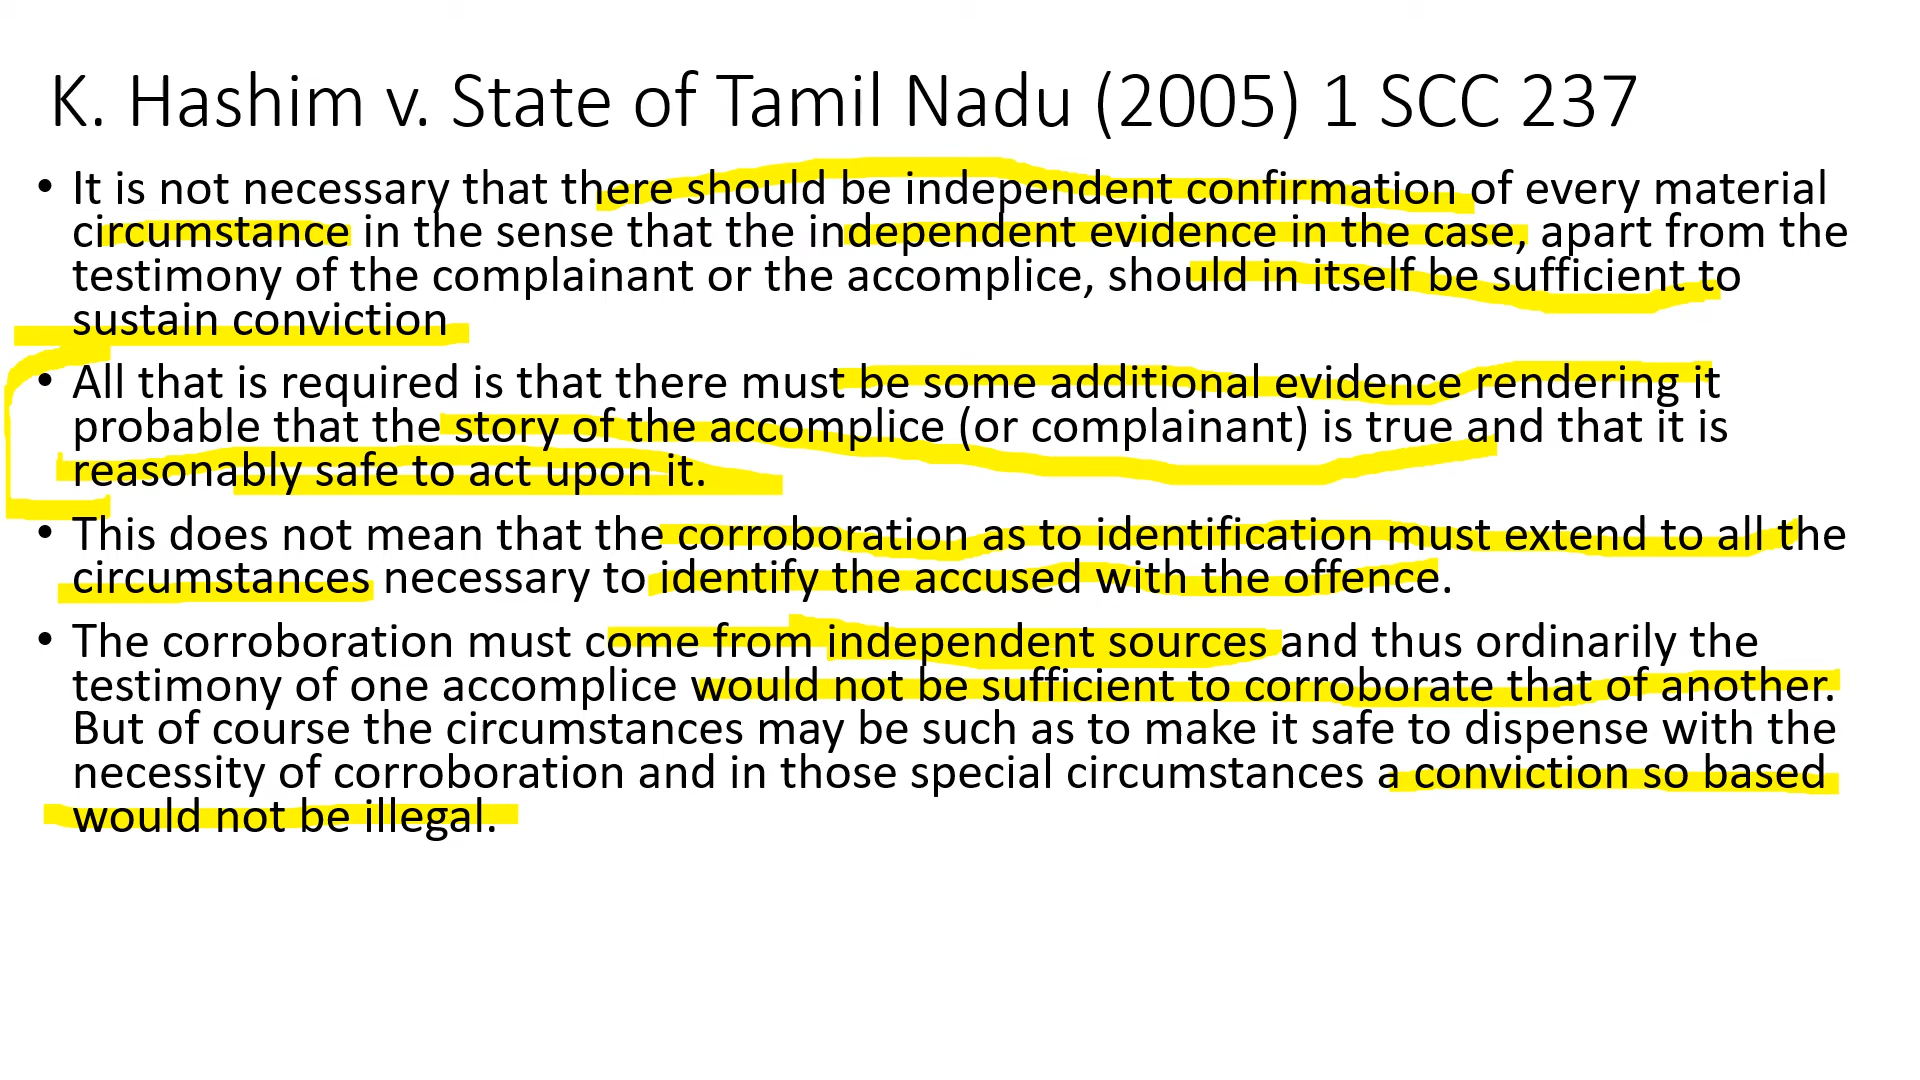 K. Hashim v. State of Tamil Nadu (2005) 1 SCC 237
• It is not necessary that there should be independent confirmation of every material
circumstance in the sense that the independent evidence in the case, apart from the
testimony of the complainant or the accomplice, should in itself be sufficient to
sustain conviction
• All that is required is that there must be some additional evidence rendering it
probable that the story of the accomplice (or complainant) is true and that it is
reasonably safe to act upon it.
• This does not mean that the corroboration as to identification must extend to all the
circumstances necessary to identify the accused with the offence.
• The corroboration must come from independent sources and thus ordinarily the
testimony of one accomplice would not be sufficient to corroborate that of another.
But of course the circumstances may be such as to make it safe to dispense with the
necessity of corroboration and in those special circumstances a conviction so based
would not be illegal.